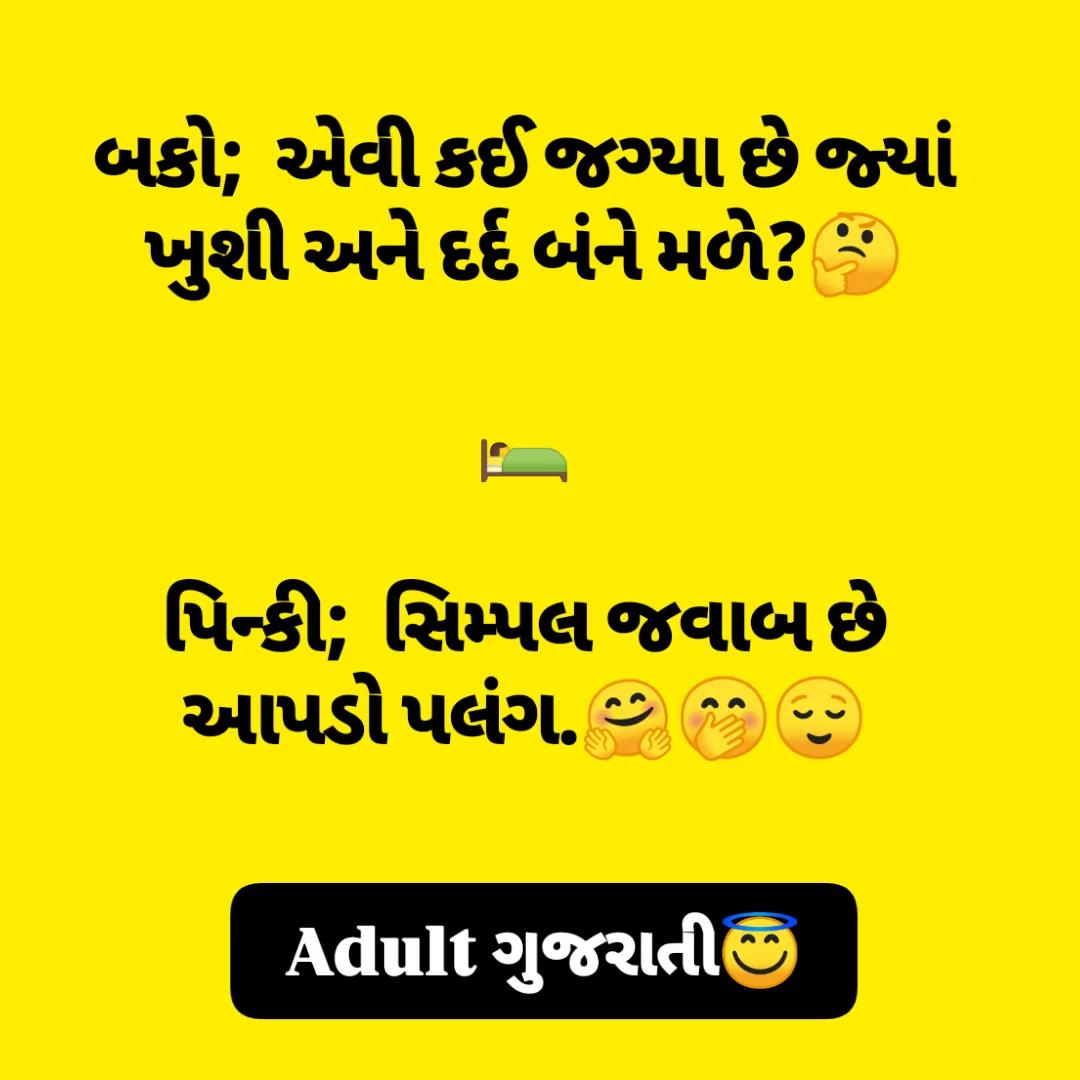 બકો;  એવી કઈ જગ્યા છે જ્યાં
ખુશી અને દર્દ બંને મળે?🤔
🛌
પિન્કી;  સિમ્પલ જવાબ છે
આપડો પલંગ.🤗🤭😌
Adult ગુજરાતી😇